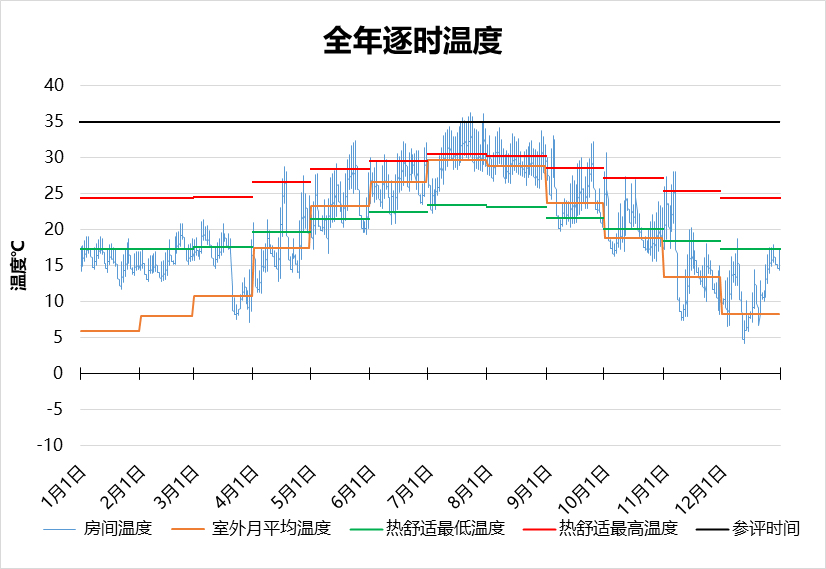 全年逐时温度
温度℃
40
35
30
25
20
15
10
5
0
-5
-10
1月1日
2月1日
3月1日
4月1日
5月1日
6月1日
7月1日
8月1日
9月1日
10月1日
11月1日
12月1日
房间温度 室外月平均温度 热舒适最低温度 热舒适最高温度 参评时间